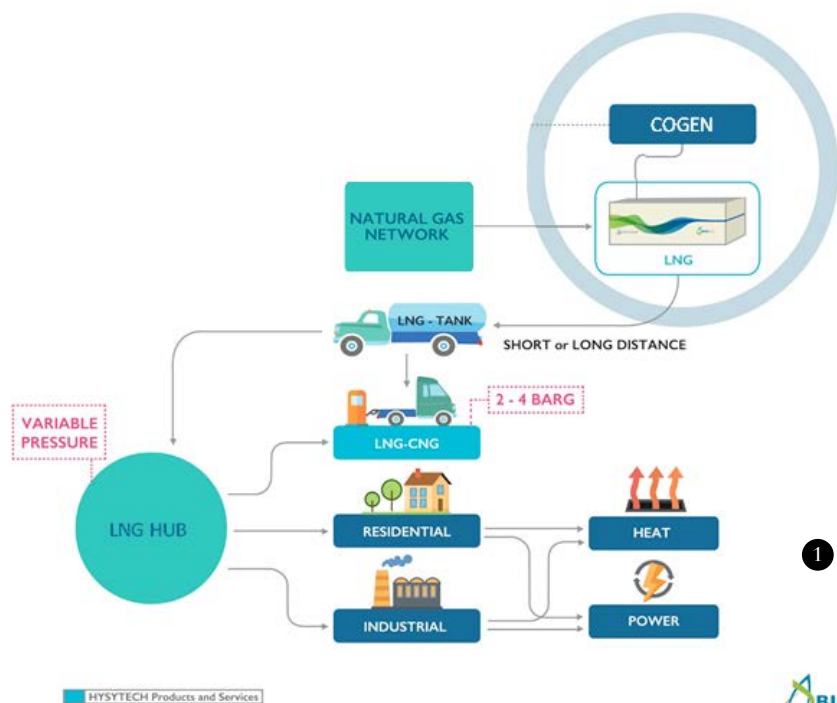 COGEN
NATURAL GAS
NETWORK
LNG
LNG - TANK
SHORT or LONG DISTANCE
2 - 4 BARG
VARIABLE
PRESSURE
LNG-CNG
LNG HUB
RESIDENTIAL
HEAT
1
INDUSTRIAL
POWER
HYSYTECH Products and Services